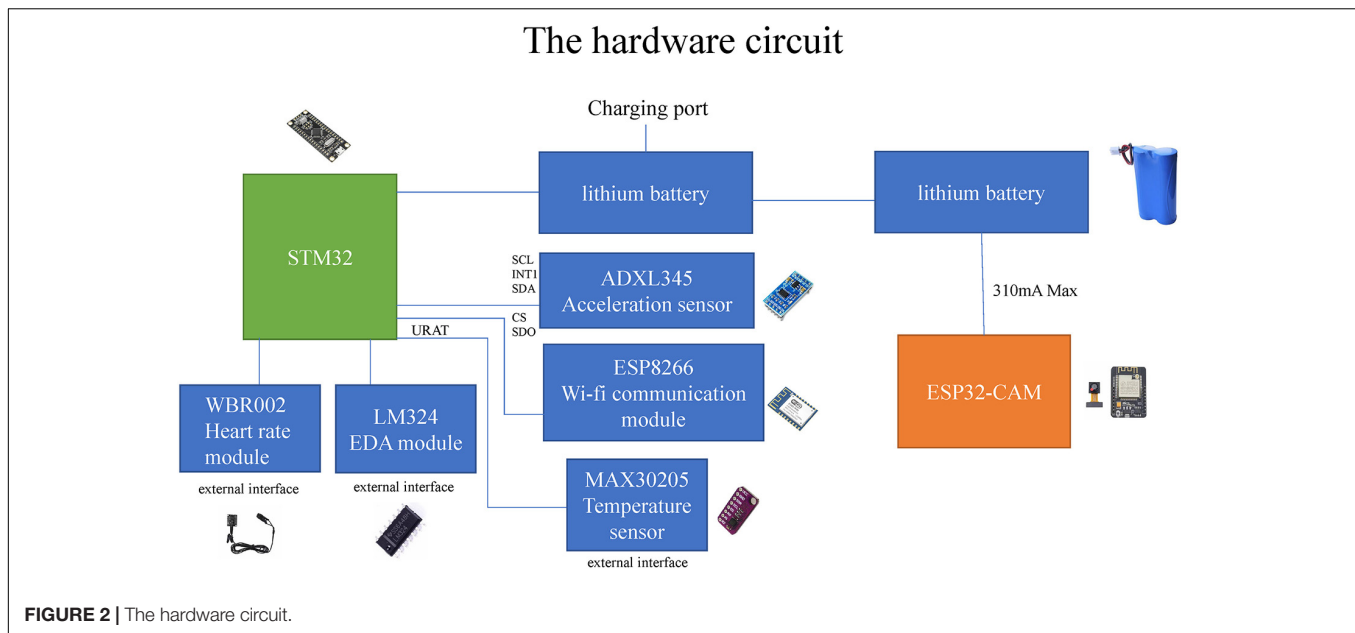 The hardware circuit
Charging port
lithium battery
lithium battery
STM32
SCL
INT1
SDA
ADXL345
Acceleration sensor
310mA Max
CS
SDO
URAT
ESP8266
Wi-fi communication
module
ESP32-CAM
WBR002
Heart rate
module
LM324
EDA module
MAX30205
Temperature
sensor
external interface
external interface
external interface
FIGURE 2 | The hardware circuit.